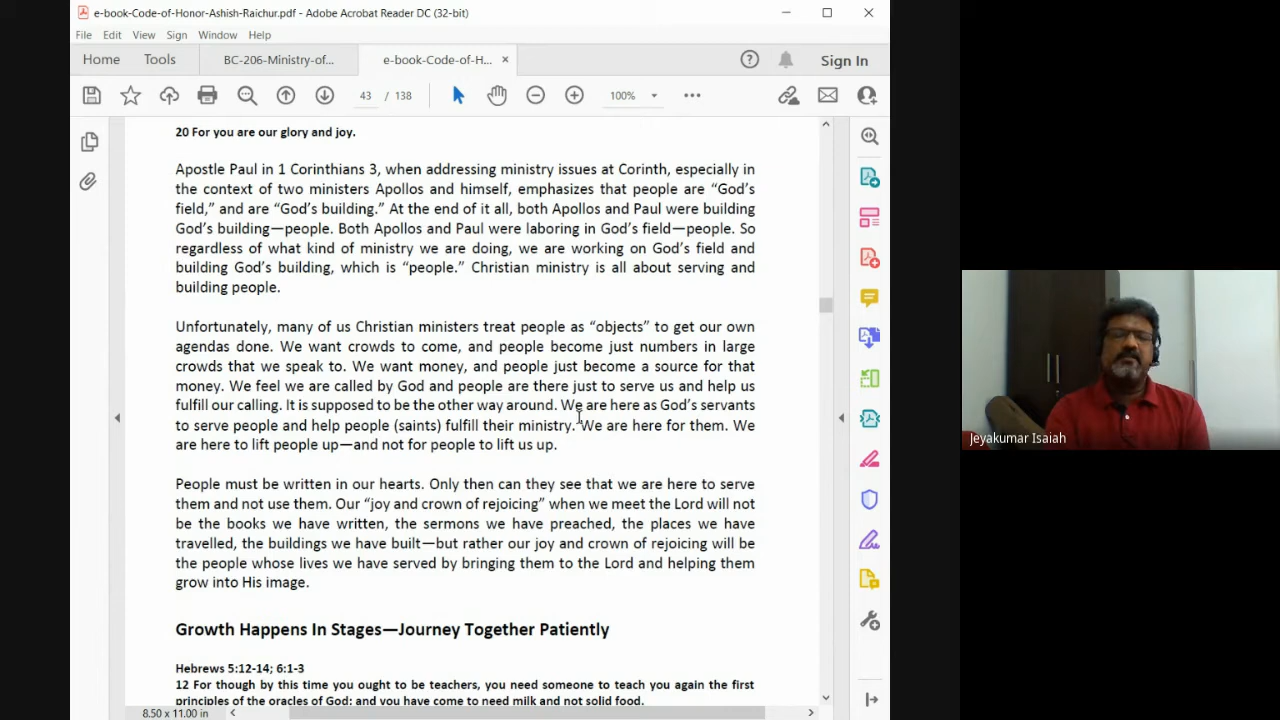 e-book-Code-of-Honor-Ashish-Raichur.pdf - Adobe Acrobat Reader DC (32-bit)
File Edit View Sign Window Help
Home Tools BC-206-Ministry-of... e-book-Code-of-H... × Sign In
43 / 138 100%
20 For you are our glory and joy.
Apostle Paul in 1 Corinthians 3, when addressing ministry issues at Corinth, especially in
the context of two ministers Apollos and himself, emphasizes that people are “God’s
field,” and are “God’s building.” At the end of it all, both Apollos and Paul were building
God’s building—people. Both Apollos and Paul were laboring in God’s field—people. So
regardless of what kind of ministry we are doing, we are working on God’s field and
building God’s building, which is “people.” Christian ministry is all about serving and
building people.
Unfortunately, many of us Christian ministers treat people as “objects” to get our own
agendas done. We want crowds to come, and people become just numbers in large
crowds that we speak to. We want money, and people just become a source for that
money. We feel we are called by God and people are there just to serve us and help us
fulfill our calling. It is supposed to be the other way around. We are here as God’s servants
to serve people and help people (saints) fulfill their ministry. We are here for them. We
are here to lift people up—and not for people to lift us up.
People must be written in our hearts. Only then can they see that we are here to serve
them and not use them. Our “joy and crown of rejoicing” when we meet the Lord will not
be the books we have written, the sermons we have preached, the places we have
travelled, the buildings we have built—but rather our joy and crown of rejoicing will be
the people whose lives we have served by bringing them to the Lord and helping them
grow into His image.
Growth Happens In Stages—Journey Together Patiently
Hebrews 5:12-14; 6:1-3
12 For though by this time you ought to be teachers, you need someone to teach you again the first
principles of the oracles of God; and you have come to need milk and not solid food.
8.50 x 11.00 in
Jeyakumar Isaiah